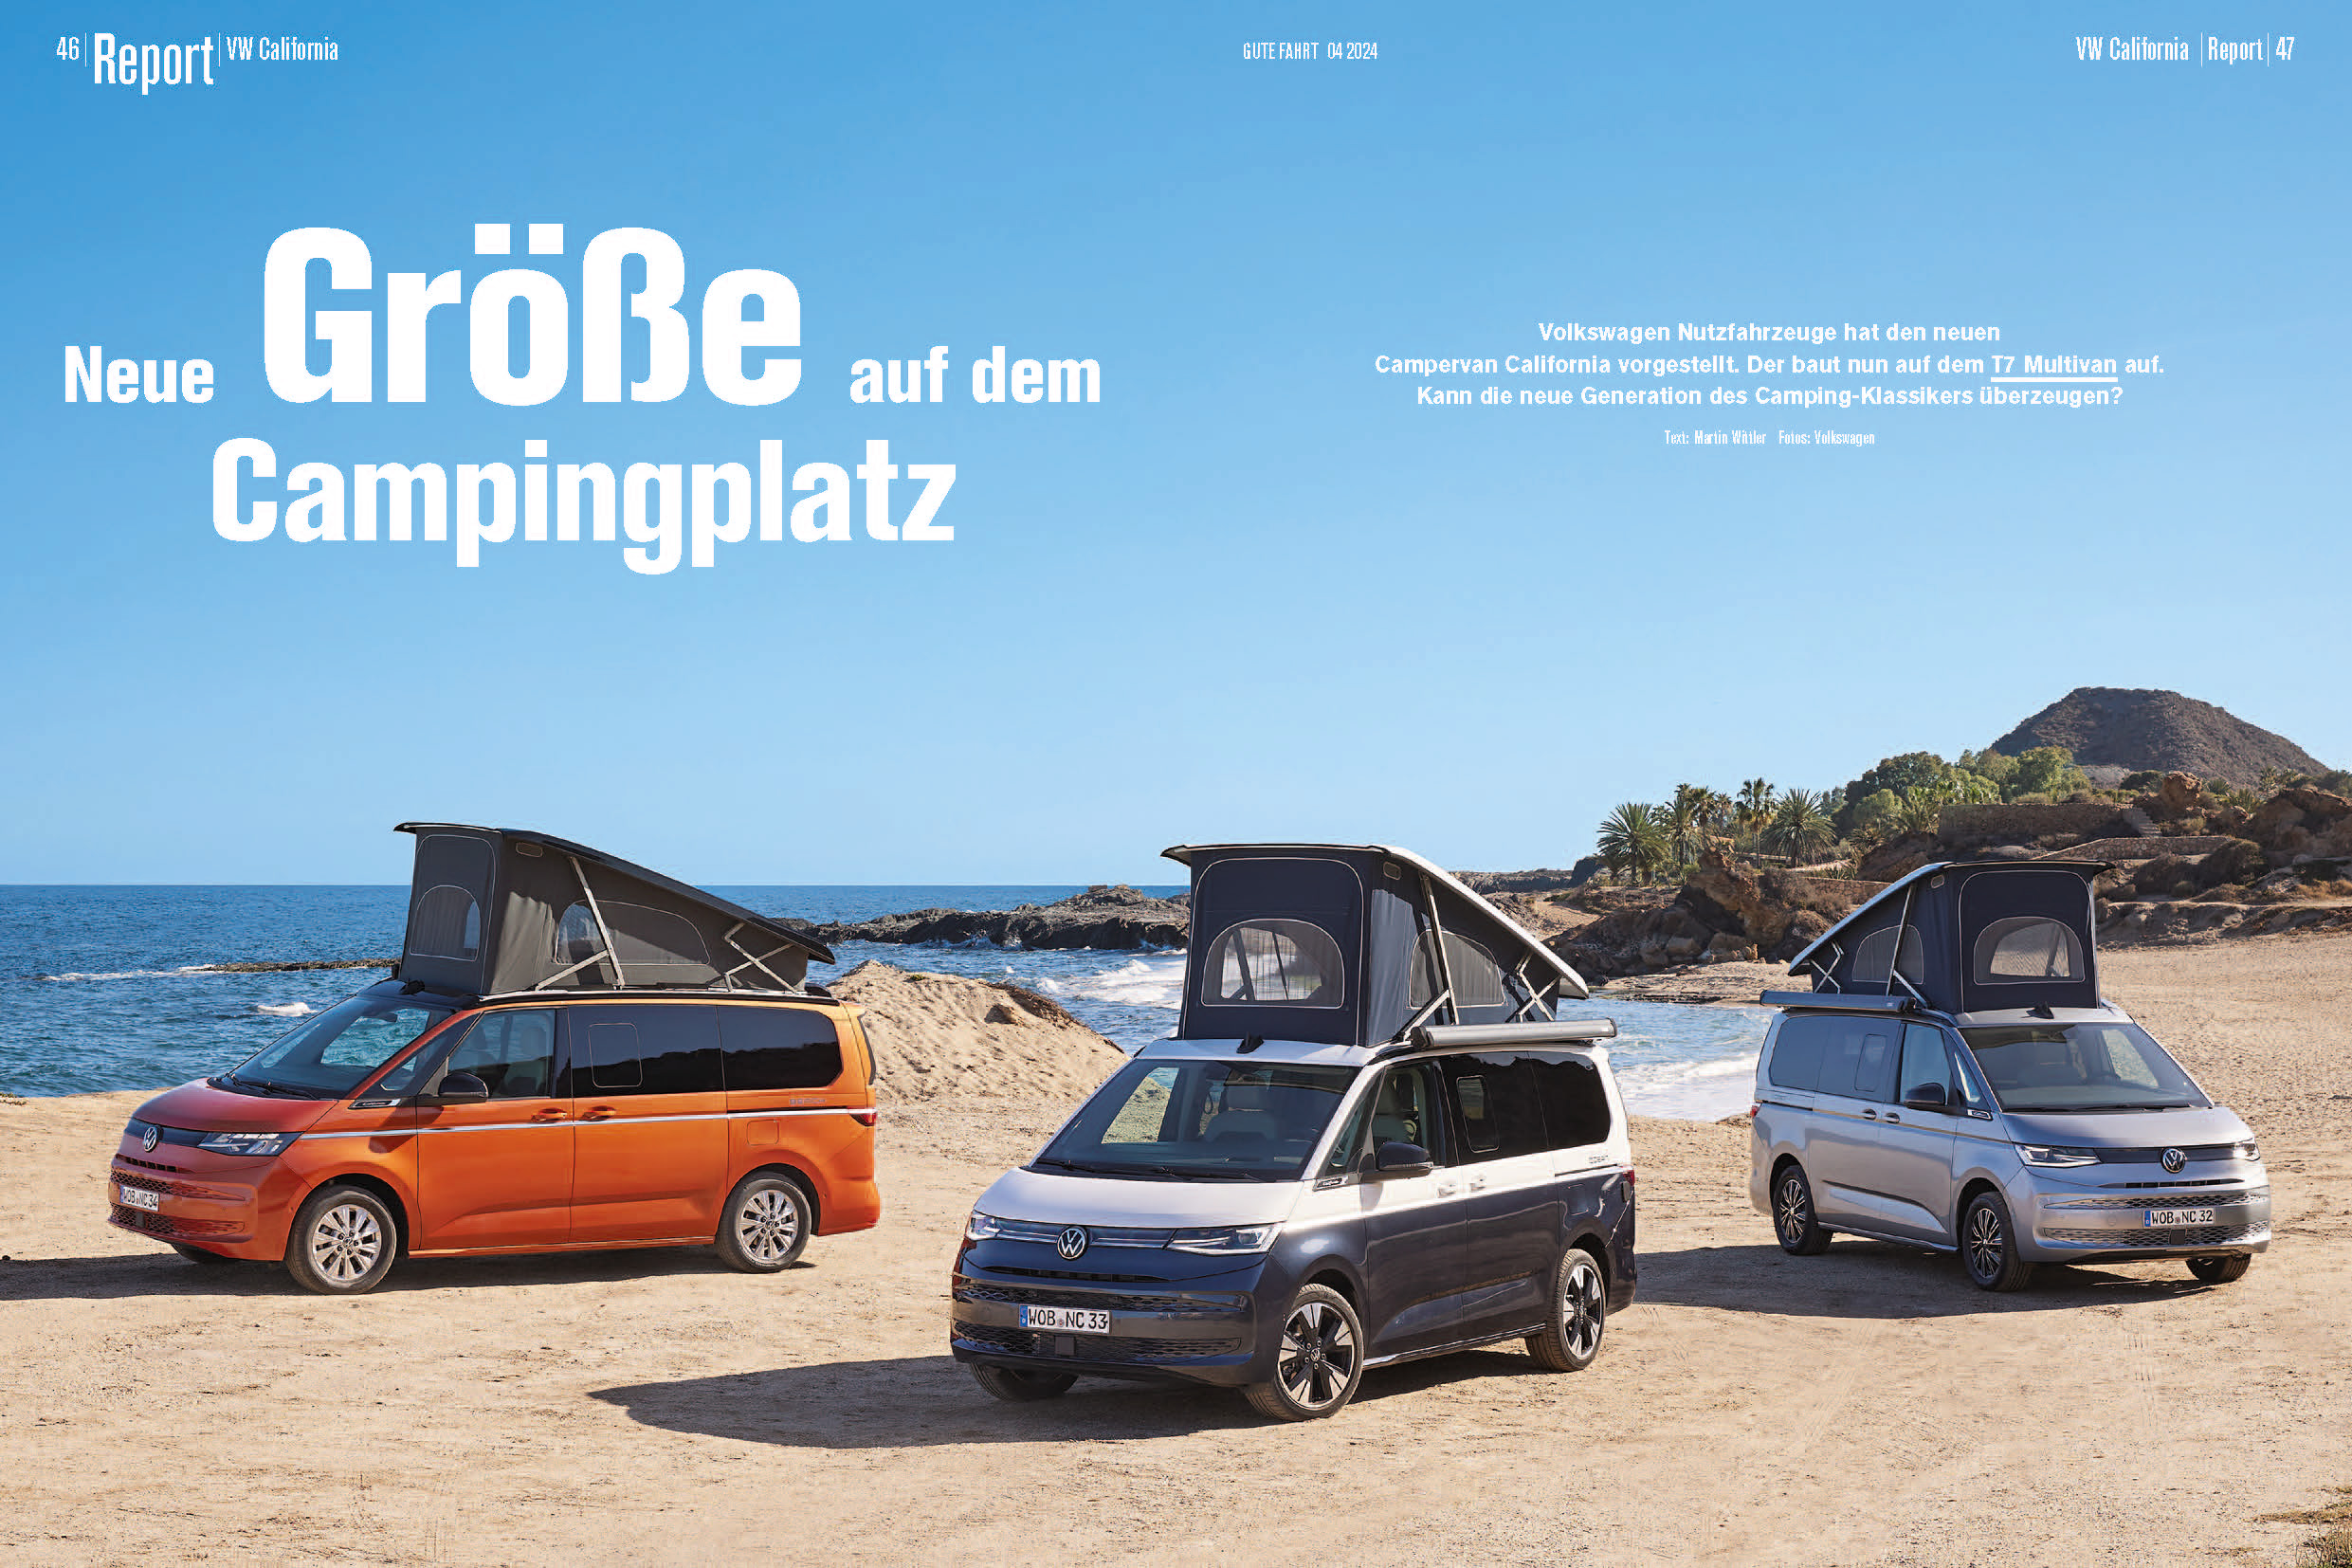 46 Report VW California
GUTE FAHRT 04 2024
VW California Report 47
Neue Größe auf dem
Campingplatz
Volkswagen Nutzfahrzeuge hat den neuen
Campervan California vorgestellt. Der baut nun auf dem T7 Multivan auf.
Kann die neue Generation des Camping-Klassikers überzeugen?
Text: Martin Wittler Fotos: Volkswagen
WOB NC 34
WOB NC 33
WOB NC 32